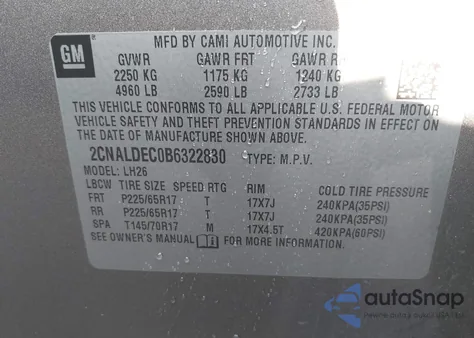 GM
MFD BY CAMI AUTOMOTIVE INC.
GVWR GAWR FRT GAWR R
2250 KG 1175 KG 1240 KG
4960 LB 2590 LB 2733 LB
THIS VEHICLE CONFORMS TO ALL APPLICABLE U.S. FEDERAL MOTOR
VEHICLE SAFETY AND THEFT PREVENTION STANDARDS IN EFFECT ON
THE DATE OF MANUFACTURE SHOWN ABOVE.
2CNALDEC0B6322830 TYPE: M.P.V.
MODEL: LH26
LBCW TIRE SIZE SPEED RTG RIM COLD TIRE PRESSURE
FRT P225/65R17 T 17X7J 240KPA(35PSI)
RR P225/65R17 T 17X7J 240KPA(35PSI)
SPA T145/70R17 M 17X4.5T 420KPA(60PSI)
SEE OWNER'S MANUAL FOR MORE INFORMATION.
autoSnap